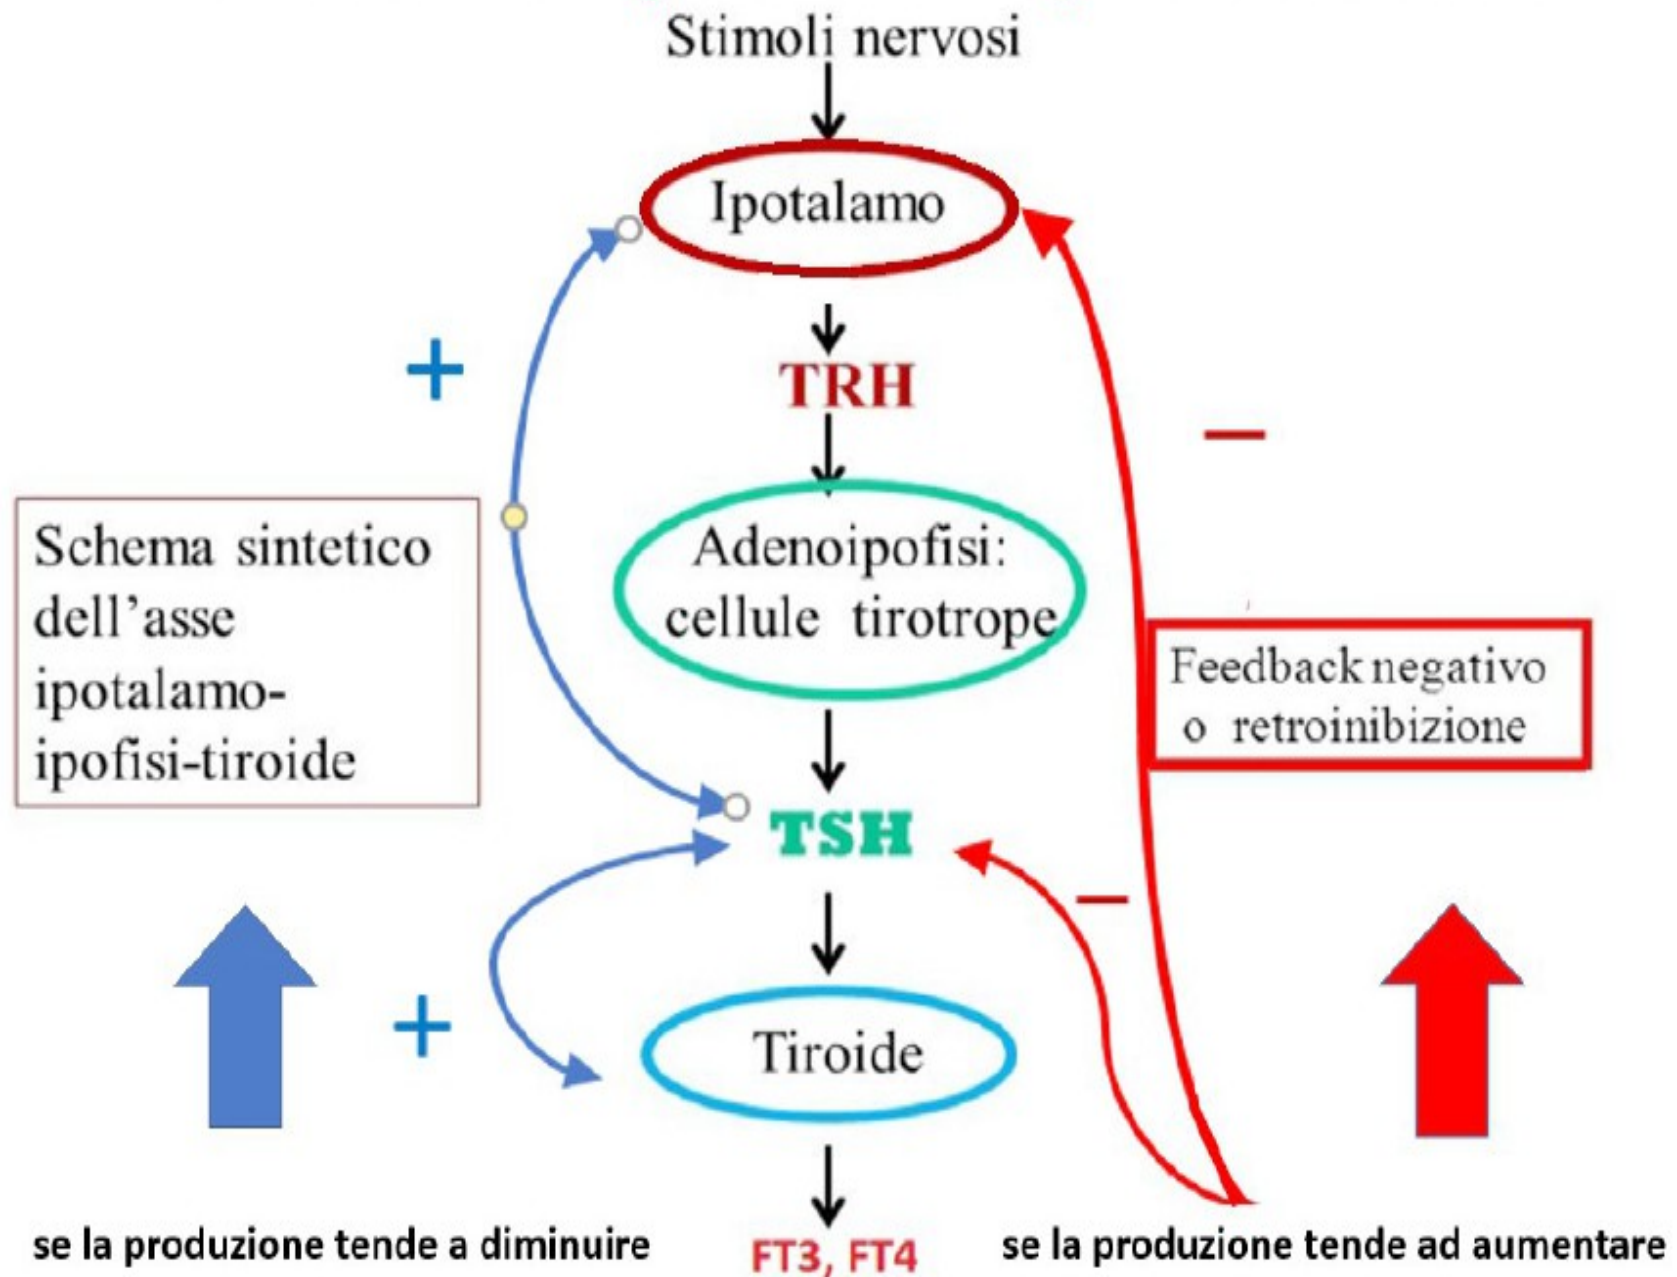 Stimoli nervosi
Ipotalamo
+
TRH
−
Schema sintetico
dell’asse
ipotalamo-
ipofisi-tiroide
Adenoipofisi:
cellule tirotrope
Feedback negativo
o retroinibizione
TSH
−
+
Tiroide
se la produzione tende a diminuire
FT3, FT4
se la produzione tende ad aumentare